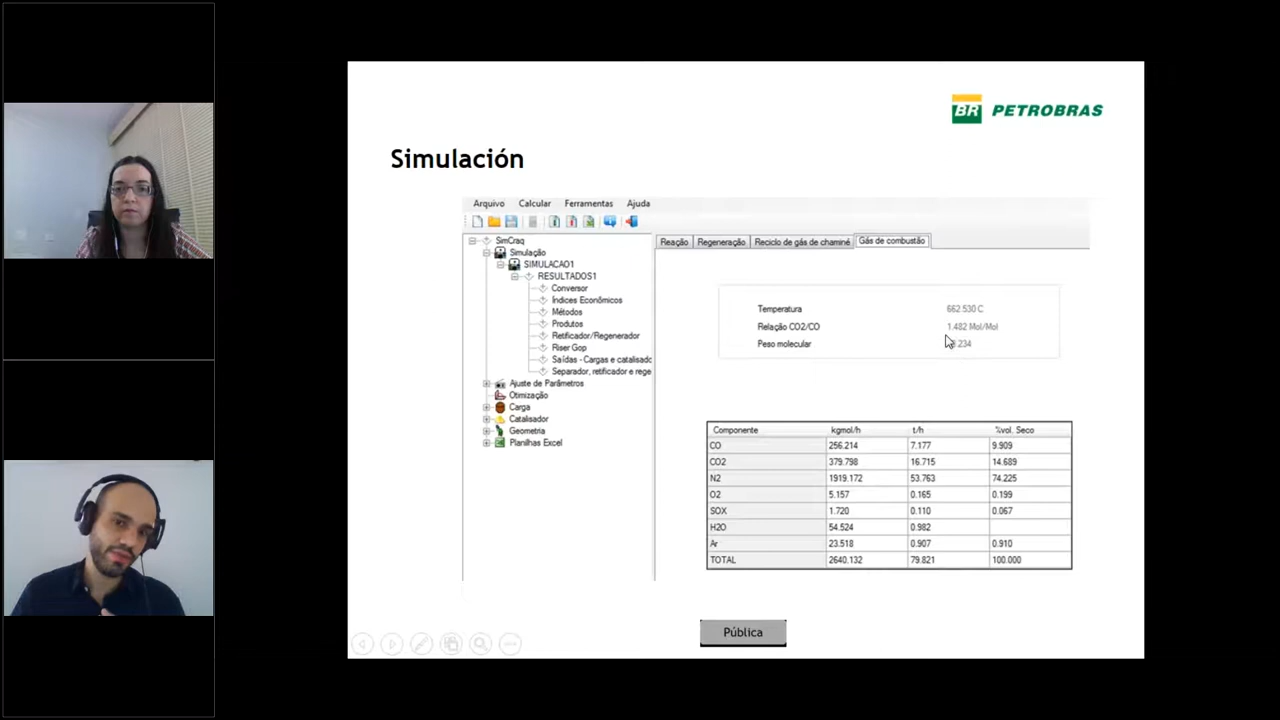 BR PETROBRAS
Simulación
Arquivo Calcular Ferramentas Ajuda
SimCraq
Simulação
SIMULACAO1
RESULTADOS1
Conversor
Índices Econômicos
Métodos
Produtos
Retificador/Regenerador
Riser Gop
Saídas - Cargas e catalisado
Separador, retificador e rege
Ajuste de Parâmetros
Otimização
Carga
Catalisador
Geometria
Planilhas Excel
Reação Regeneração Reciclo de gás de chaminé Gás de combustão
Temperatura 662.530 C
Relação CO2/CO 1.482 Mol/Mol
Peso molecular 234
Componente kgmol/h t/h %vol. Seco
CO 256.214 7.177 9.909
CO2 379.798 16.715 14.689
N2 1919.172 53.763 74.225
O2 5.157 0.165 0.199
SOX 1.720 0.110 0.067
H2O 54.524 0.982
Ar 23.518 0.907 0.910
TOTAL 2640.132 79.821 100.000
Pública